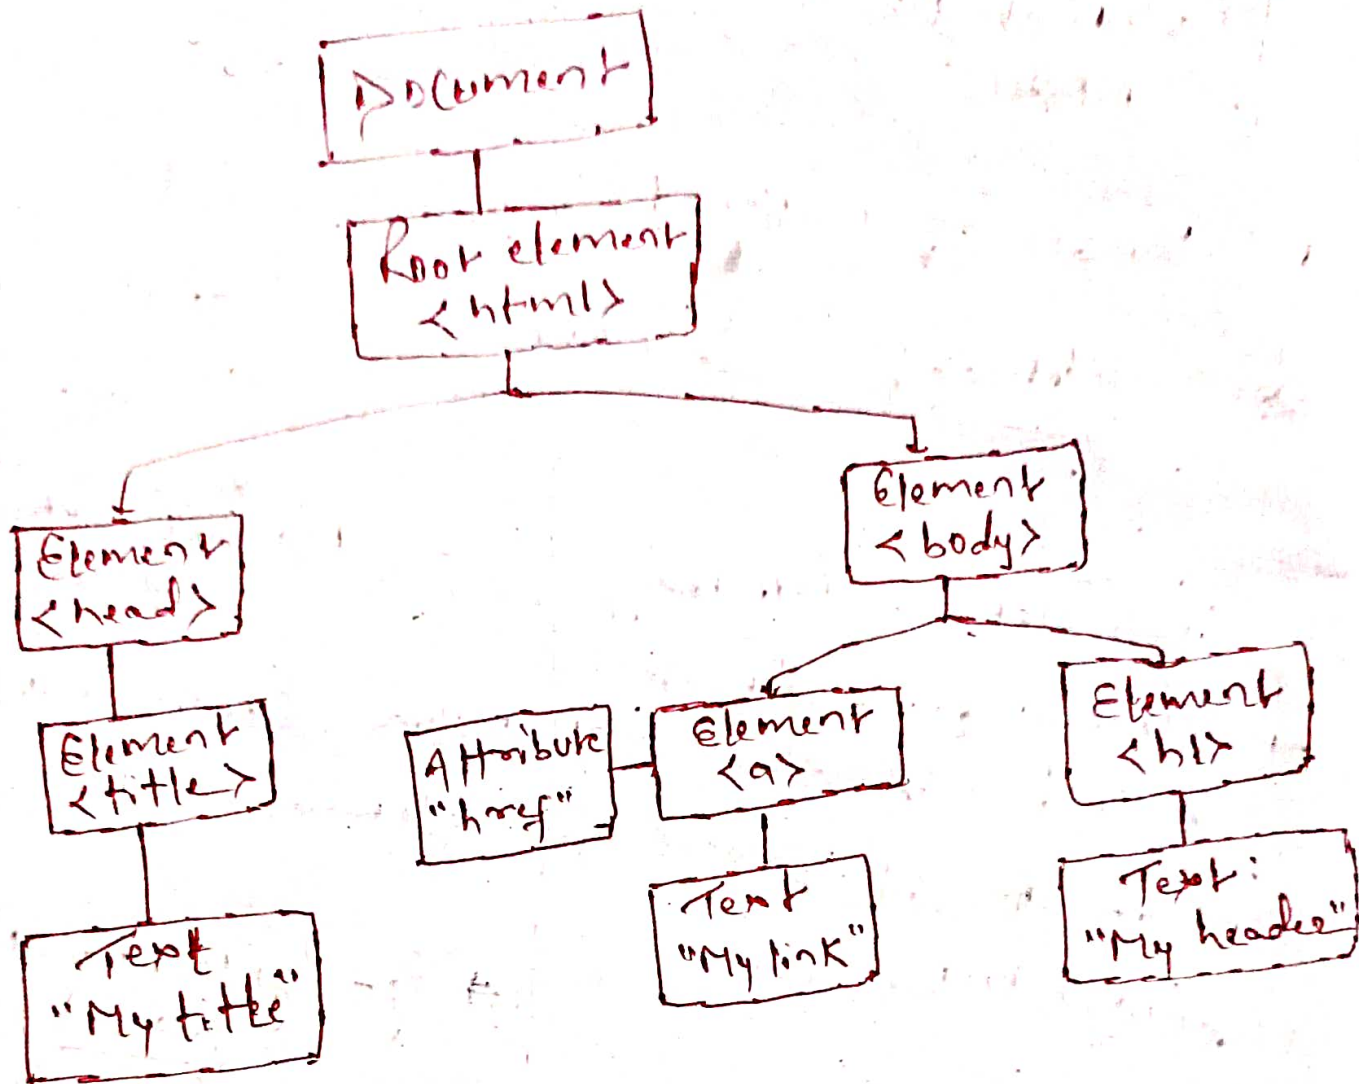 Document
Root element
<html>
Element
<head>
Element
<body>
Element
<title>
Attribute
"href"
Element
<a>
Element
<h1>
Text
"My title"
Text
"My link"
Text:
"My header"